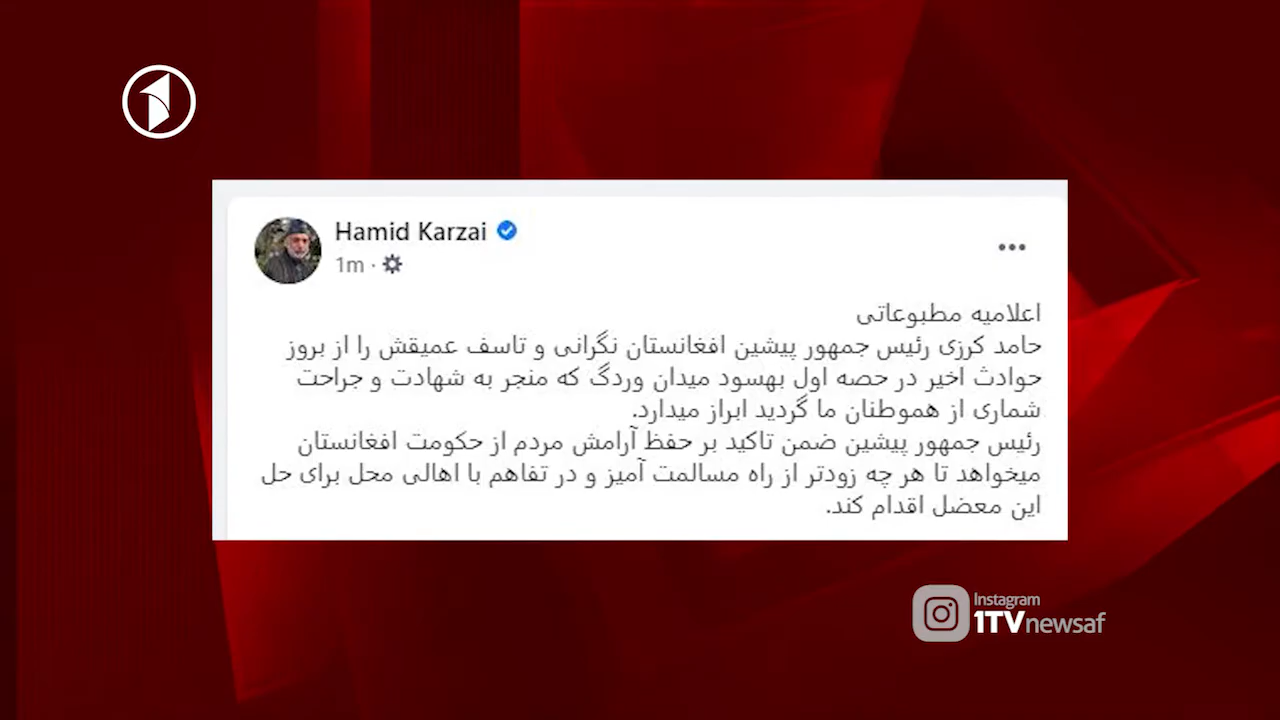 Hamid Karzai
1m ·
اعلامیه مطبوعاتی
حامد کرزی رئیس جمهور پیشین افغانستان نگرانی و تاسف عمیقش را از بروز
حوادث اخیر در حصه اول بهسود میدان وردگ که منجر به شهادت و جراحت
شماری از هموطنان ما گردید ابراز میدارد.
رئیس جمهور پیشین ضمن تاکید بر حفظ آرامش مردم از حکومت افغانستان
میخواهد تا هر چه زودتر از راه مسالمت آمیز و در تفاهم با اهالی محل برای حل
این معضل اقدام کند.
Instagram
1TVnewsaf